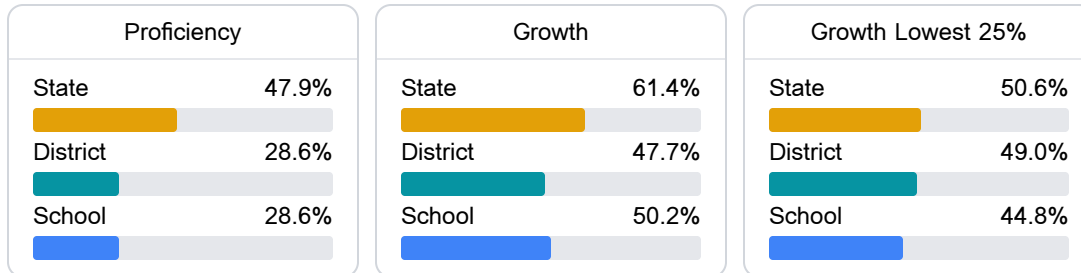 Proficiency
State 47.9%
District 28.6%
School 28.6%
Growth
State 61.4%
District 47.7%
School 50.2%
Growth Lowest 25%
State 50.6%
District 49.0%
School 44.8%